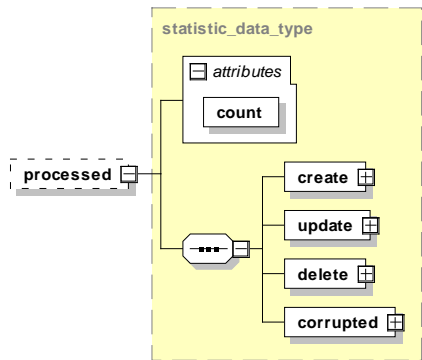 statistic_data_type
attributes
count
processed
create
update
delete
corrupted